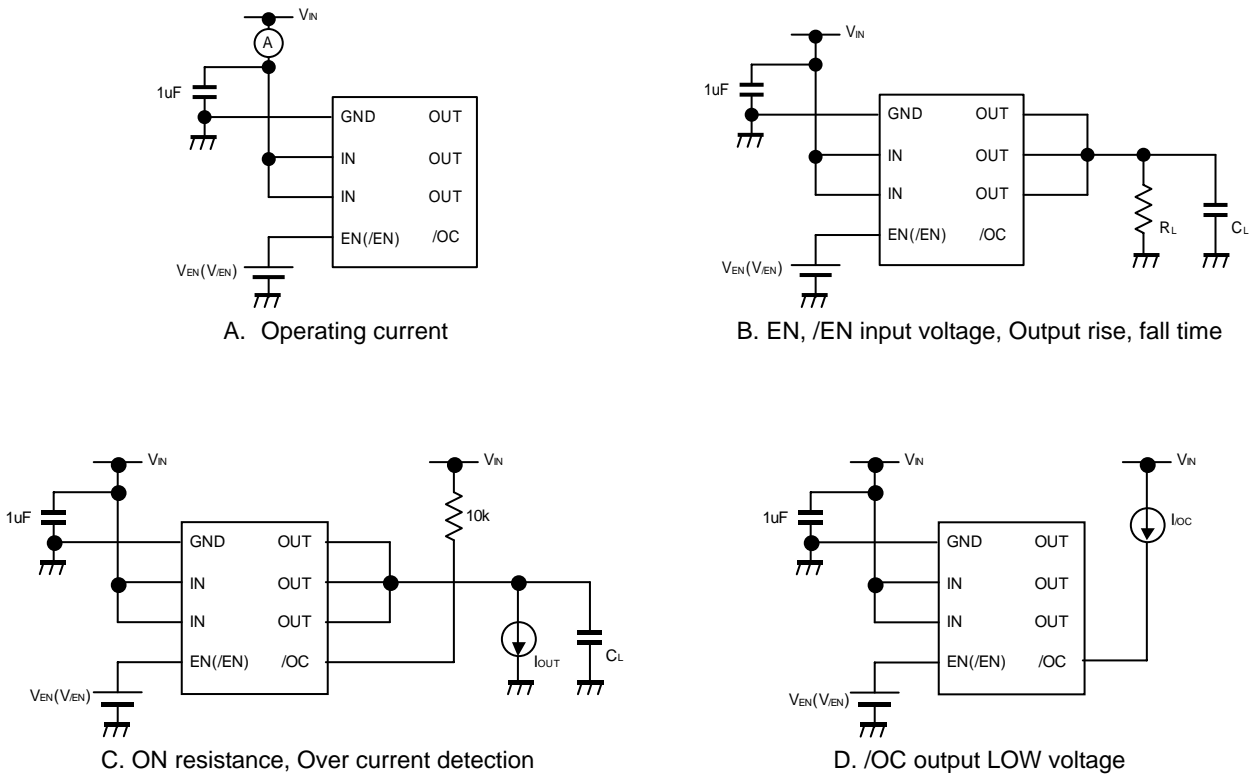 VIN
A
1uF
GND OUT
IN OUT
IN OUT
EN(/EN) /OC
VEN(V/EN)
A. Operating current
VIN
1uF
GND OUT
IN OUT
IN OUT
EN(/EN) /OC
VEN(V/EN)
RL
CL
B. EN, /EN input voltage, Output rise, fall time
VIN
VIN
1uF
10k
GND OUT
IN OUT
IN OUT
EN(/EN) /OC
VEN(V/EN)
IOUT
CL
C. ON resistance, Over current detection
VIN
VIN
1uF
I/OC
GND OUT
IN OUT
IN OUT
EN(/EN) /OC
VEN(V/EN)
D. /OC output LOW voltage